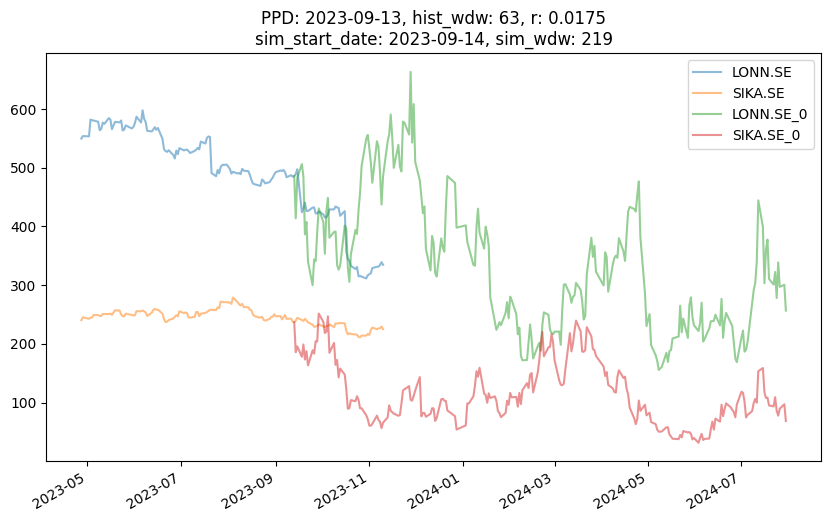 PPD: 2023-09-13, hist_wdw: 63, r: 0.0175
sim_start_date: 2023-09-14, sim_wdw: 219
LONN.SE
SIKA.SE
LONN.SE_0
SIKA.SE_0
600
500
400
300
200
100
2023-05
2023-07
2023-09
2023-11
2024-01
2024-03
2024-05
2024-07